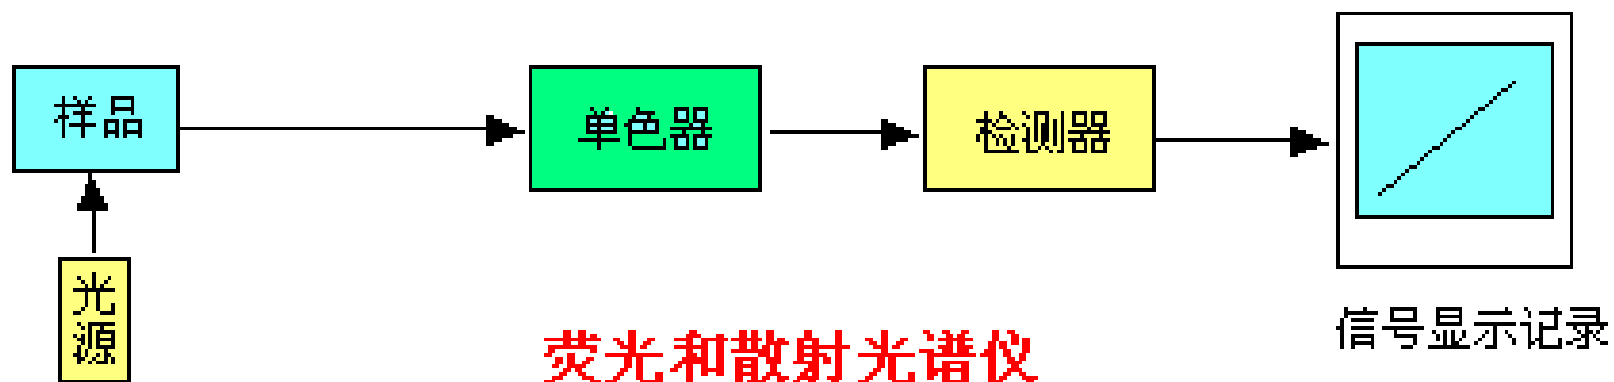 样品
单色器
检测器
光源
荧光和散射光谱仪
信号显示记录